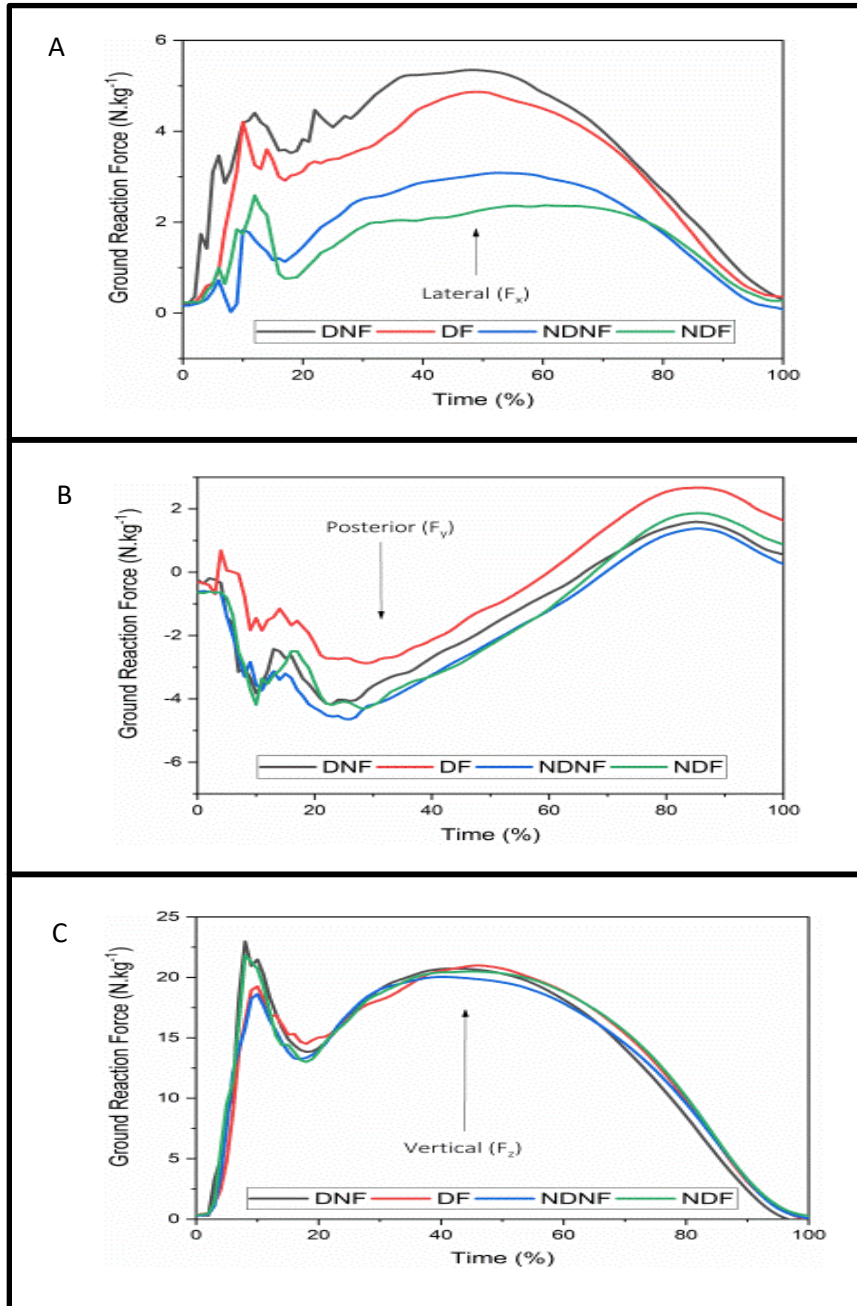 A
Ground Reaction Force (N.kg⁻¹)
6
4
2
0
Lateral (Fₓ)
DNF DF NDNF NDF
0 20 40 60 80 100
Time (%)
B
Ground Reaction Force (N.kg⁻¹)
2
0
-2
-4
-6
Posterior (Fᵧ)
DNF DF NDNF NDF
0 20 40 60 80 100
Time (%)
C
Ground Reaction Force (N.kg⁻¹)
25
20
15
10
5
0
Vertical (F_z)
DNF DF NDNF NDF
0 20 40 60 80 100
Time (%)